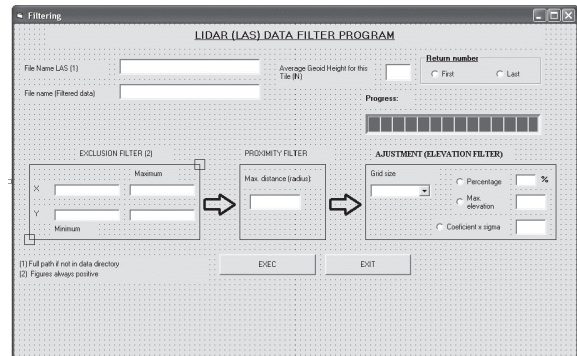 Filtering
LIDAR (LAS) DATA FILTER PROGRAM
File Name LAS (1)
Average Geoid Height for this
Tile (N)
Return number
First
Last
File name (Filtered data)
Progress:
EXCLUSION FILTER (2)
PROXIMITY FILTER
AJUSTMENT (ELEVATION FILTER)
Maximum
X
Y
Minimum
Max. distance (radius):
Grid size
Percentage
%
Max.
elevation
Coeficient x sigma
(1) Full path if not in data directory
(2) Figures always positive
EXEC
EXIT